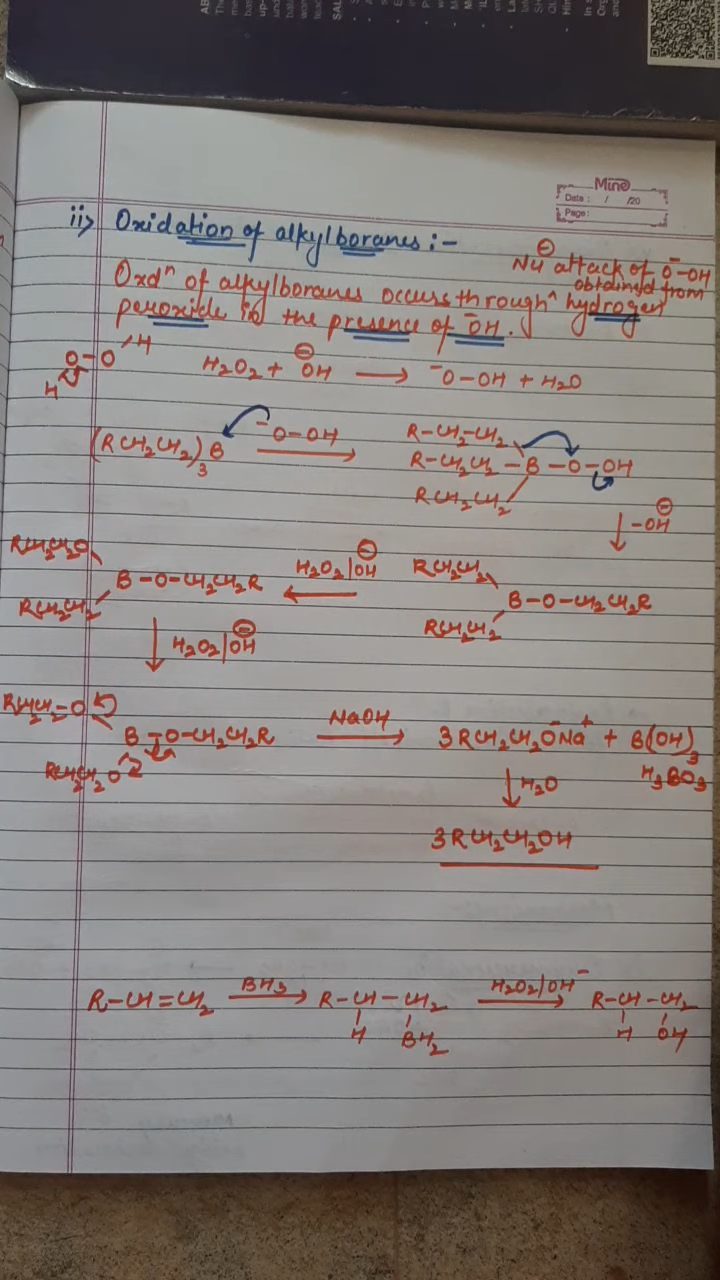 Mino
Date : / /20
Page:
ii> Oxidation of alkylboranes :-
⊖
Nu attack of ⁻O-OH
obtained from
Oxdⁿ of alkylboranes occurs through ^ hydrogen
peroxide in the presence of ⁻OH.
H O-O H
H₂O₂ + ⊖OH ⟶ ⁻O-OH + H₂O
(RCH₂CH₂)₃B ⁻O-OH ⟶
R-CH₂-CH₂
R-CH₂CH₂-B-O-OH
RCH₂CH₂
↓ -OH⊖
RCH₂CH₂
B-O-CH₂CH₂R
RCH₂CH₂
H₂O₂|OH⊖ ⟵
RCH₂CH₂O
B-O-CH₂CH₂R
RCH₂CH₂
↓ H₂O₂|OH⊖
RCH₂CH₂-O
B-O-CH₂CH₂R NaOH ⟶ 3RCH₂CH₂O⁻Na⁺ + B(OH)₃
RCH₂CH₂O
H₃BO₃
↓ H₂O
3RCH₂CH₂OH
R-CH=CH₂ BH₃ ⟶ R-CH-CH₂ H₂O₂|OH⁻ ⟶ R-CH-CH₂
H BH₂ H OH